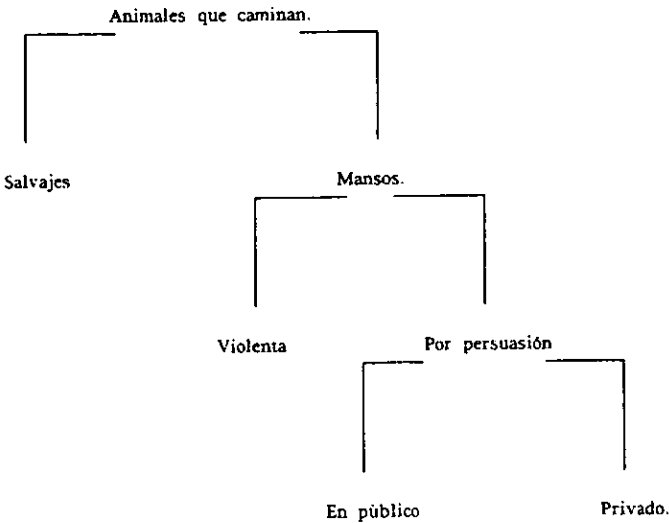 Animales que caminan.
Salvajes
Mansos.
Violenta
Por persuasión
En público
Privado.